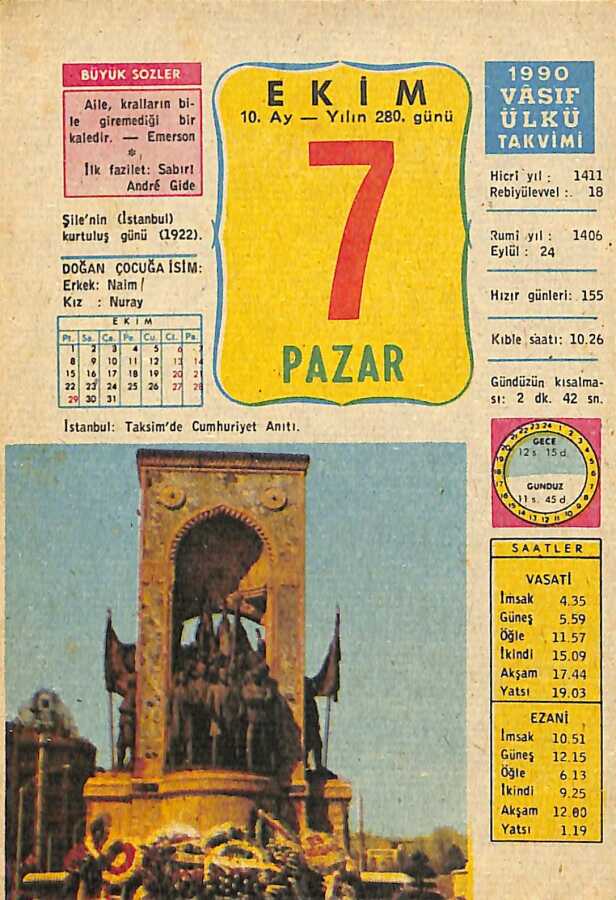 BÜYÜK SÖZLER
Aile, kralların bi-
le giremediği bir
kaledir. — Emerson
*
İlk fazilet: Sabır!
André Gide
Şile'nin (İstanbul)
kurtuluş günü (1922).
DOĞAN ÇOCUĞA İSİM:
Erkek: Naim
Kız : Nuray
EKİM
Pt. Sa. Ça. Pe. Cu. Ct. Pa.
1 2 3 4 5 6 7
8 9 10 11 12 13 14
15 16 17 18 19 20 21
22 23 24 25 26 27 28
29 30 31
EKİM
10. Ay — Yılın 280. günü
7
PAZAR
1990
VÂSIF
ÜLKÜ
TAKVİMİ
Hicrî yıl : 1411
Rebiyülevvel : 18
Rumî yıl : 1406
Eylül : 24
Hızır günleri: 155
Kıble saatı: 10.26
Gündüzün kısalma-
sı: 2 dk. 42 sn.
GECE
12 s. 15 d.
GÜNDÜZ
11 s. 45 d
SAATLER
VASATİ
İmsak 4.35
Güneş 5.59
Öğle 11.57
İkindi 15.09
Akşam 17.44
Yatsı 19.03
EZANİ
İmsak 10.51
Güneş 12.15
Öğle 6.13
İkindi 9.25
Akşam 12.00
Yatsı 1.19
İstanbul: Taksim'de Cumhuriyet Anıtı.